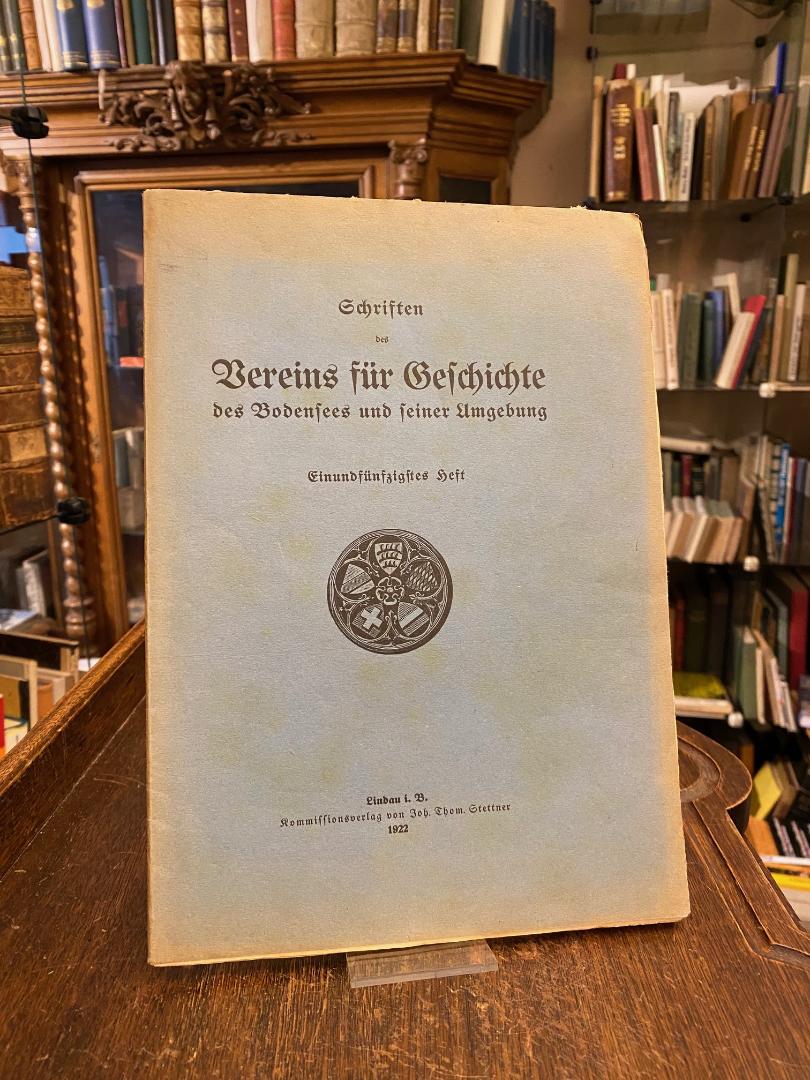 Schriften
des
Vereins für Geschichte
des Bodensees und seiner Umgebung
Einundfünfzigstes Heft
Lindau i. B.
Kommissionsverlag von Joh. Thom. Stettner
1922